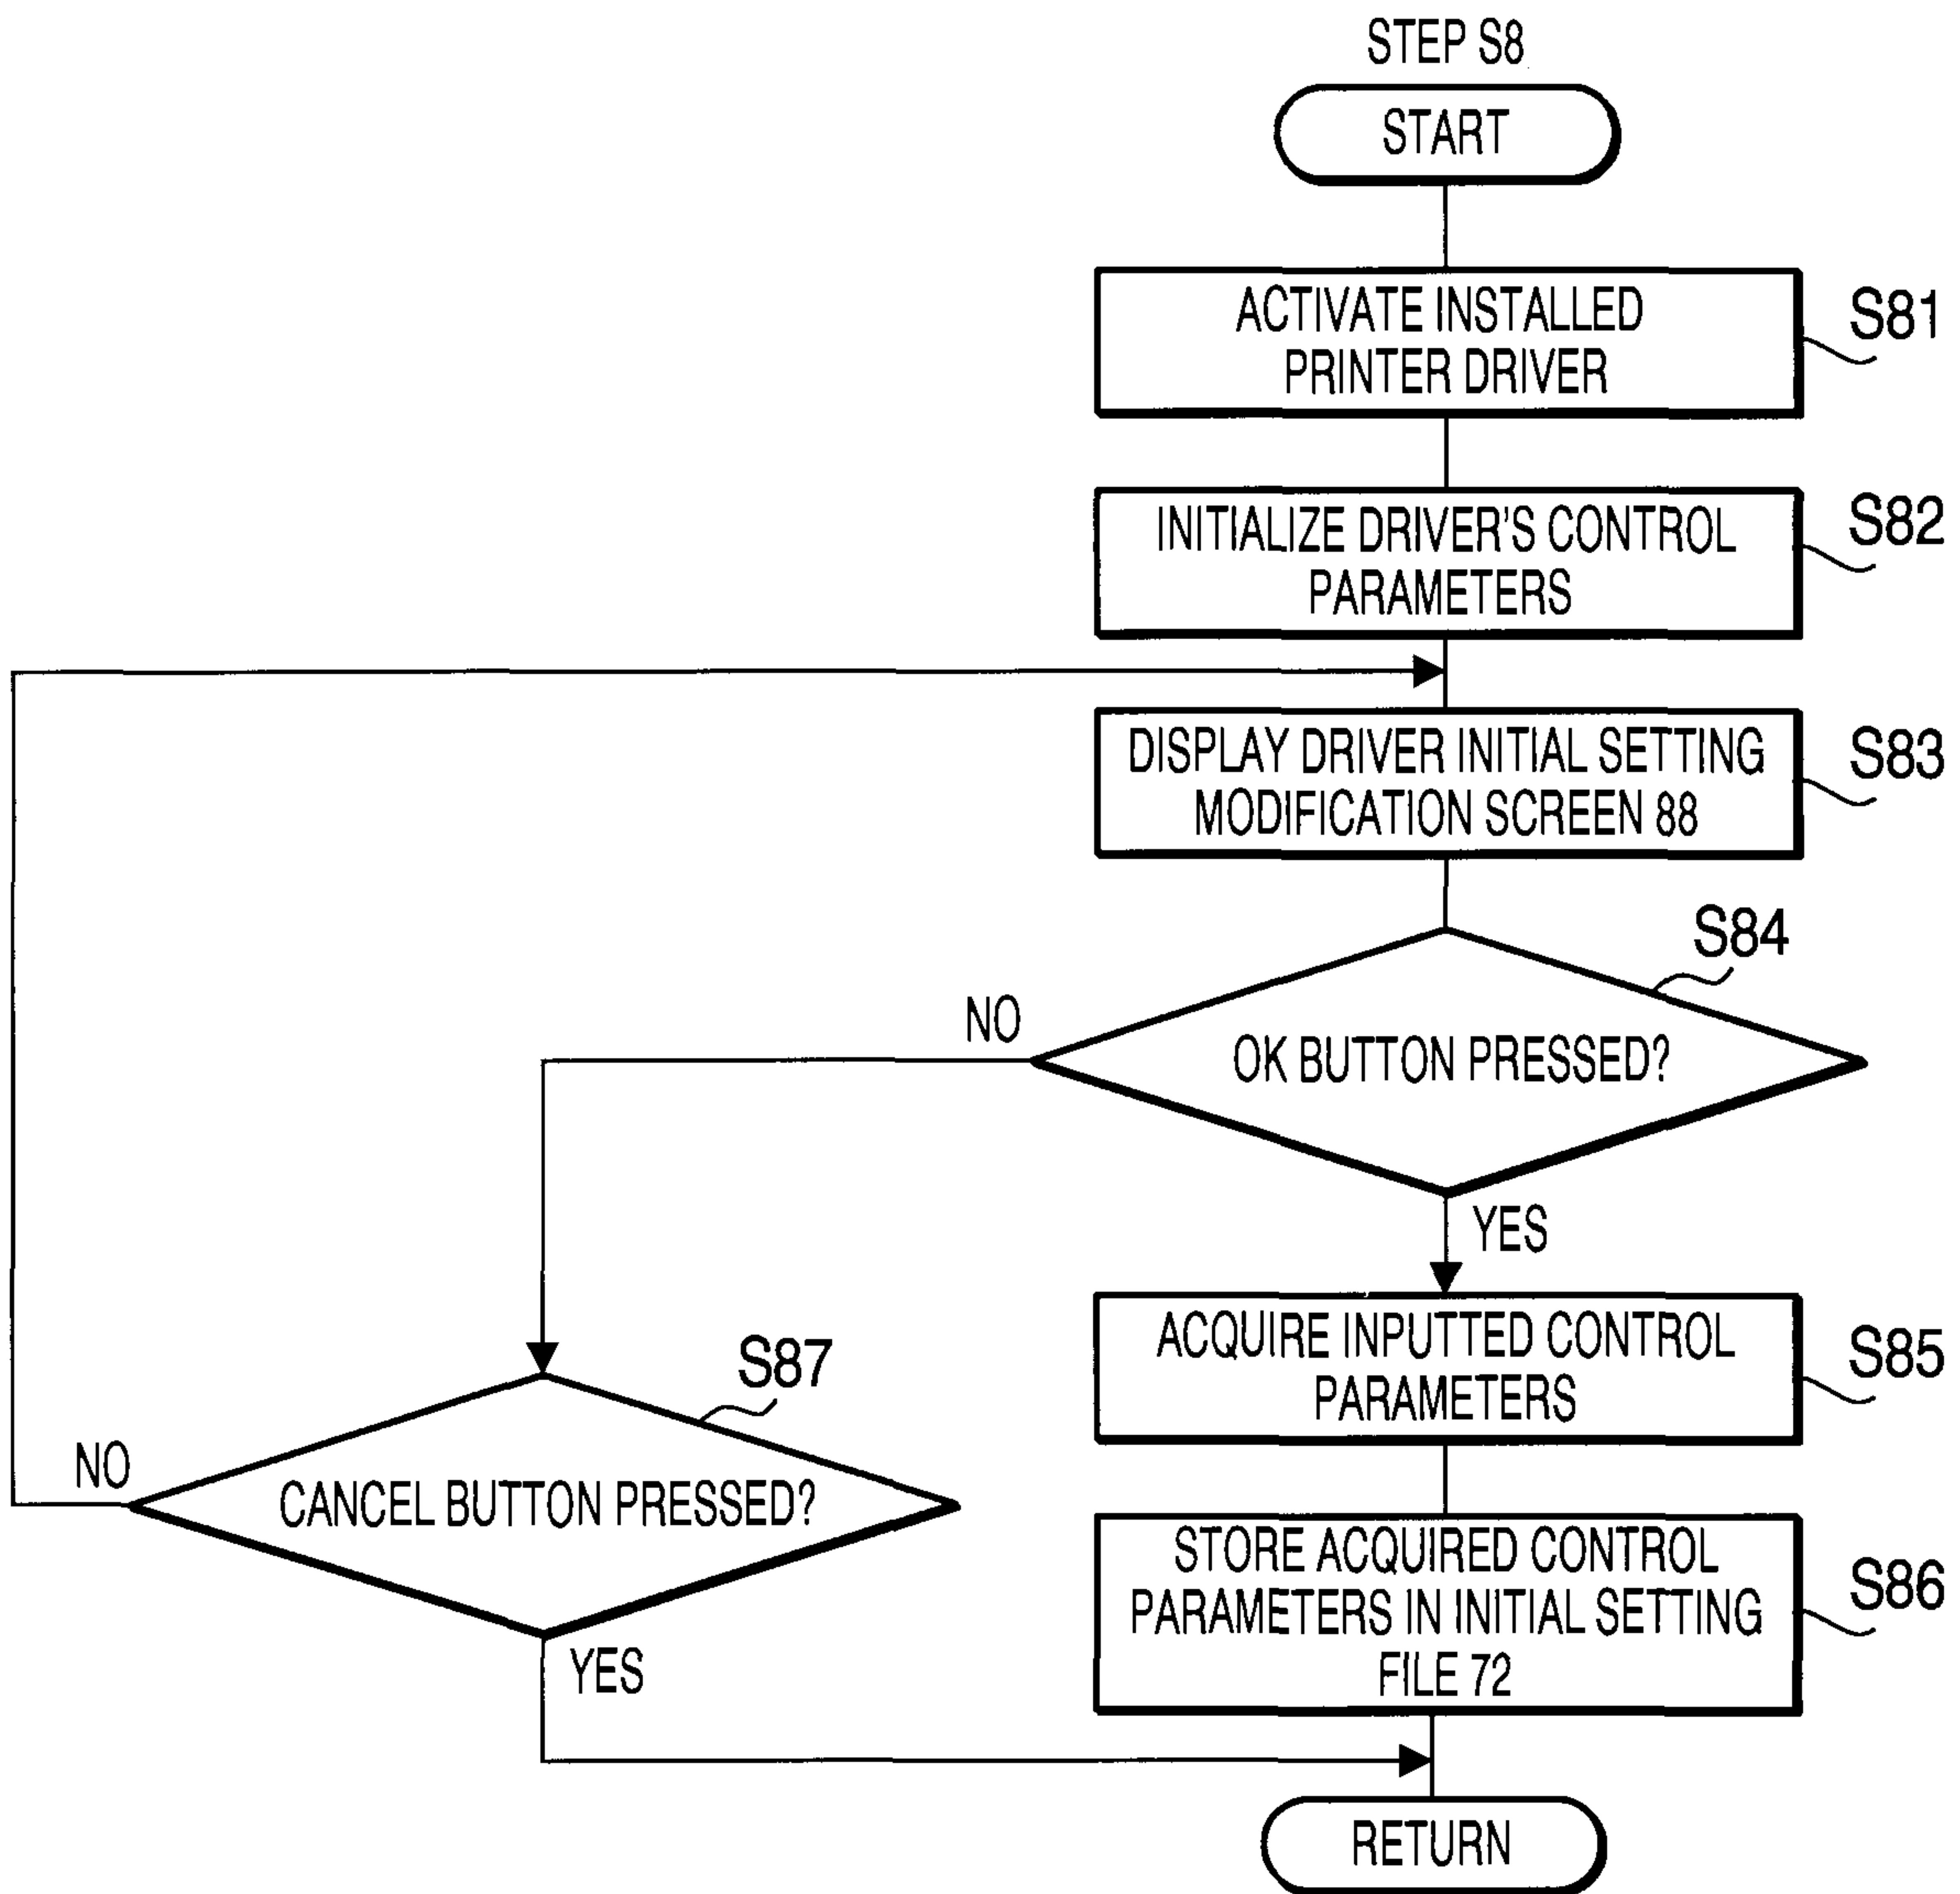 STEP S8
START
ACTIVATE INSTALLED
PRINTER DRIVER
S81
INITIALIZE DRIVER'S CONTROL
PARAMETERS
S82
DISPLAY DRIVER INITIAL SETTING
MODIFICATION SCREEN 88
S83
S84
NO
OK BUTTON PRESSED?
YES
ACQUIRE INPUTTED CONTROL
PARAMETERS
S85
S87
NO
CANCEL BUTTON PRESSED?
YES
STORE ACQUIRED CONTROL
PARAMETERS IN INITIAL SETTING
FILE 72
S86
RETURN